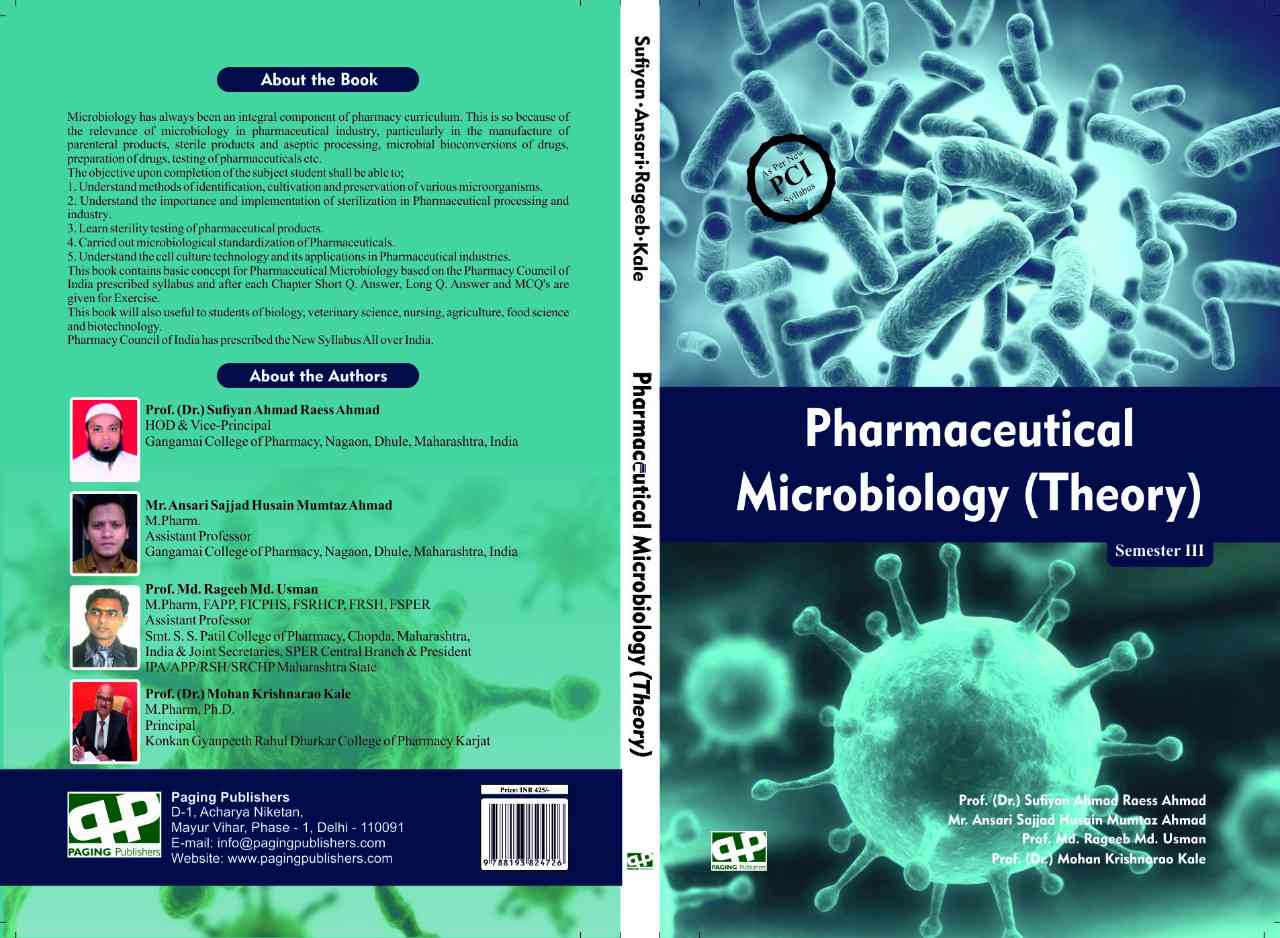 About the Book
Microbiology has always been an integral component of pharmacy curriculum. This is so because of
the relevance of microbiology in pharmaceutical industry, particularly in the manufacture of
parenteral products, sterile products and aseptic processing, microbial bioconversions of drugs,
preparation of drugs, testing of pharmaceuticals etc.
The objective upon completion of the subject student shall be able to;
1. Understand methods of identification, cultivation and preservation of various microorganisms.
2. Understand the importance and implementation of sterilization in Pharmaceutical processing and
industry.
3. Learn sterility testing of pharmaceutical products.
4. Carried out microbiological standardization of Pharmaceuticals.
5. Understand the cell culture technology and its applications in Pharmaceutical industries.
This book contains basic concept for Pharmaceutical Microbiology based on the Pharmacy Council of
India prescribed syllabus and after each Chapter Short Q. Answer, Long Q. Answer and MCQ's are
given for Exercise.
This book will also useful to students of biology, veterinary science, nursing, agriculture, food science
and biotechnology.
Pharmacy Council of India has prescribed the New Syllabus All over India.
About the Authors
Prof. (Dr.) Sufiyan Ahmad Raess Ahmad
HOD & Vice-Principal
Gangamai College of Pharmacy, Nagaon, Dhule, Maharashtra, India
Mr. Ansari Sajjad Husain Mumtaz Ahmad
M.Pharm.
Assistant Professor
Gangamai College of Pharmacy, Nagaon, Dhule, Maharashtra, India
Prof. Md. Rageeb Md. Usman
M.Pharm, FAPP, FICPHS, FSRHCP, FRSH, FSPER
Assistant Professor
Smt. S. S. Patil College of Pharmacy, Chopda, Maharashtra,
India & Joint Secretaries, SPER Central Branch & President
IPA/APP/RSH/SRCHP Maharashtra State
Prof. (Dr.) Mohan Krishnarao Kale
M.Pharm, Ph.D.
Principal
Konkan Gyanpeeth Rahul Dharkar College of Pharmacy Karjat
PAGING Publishers
Paging Publishers
D-1, Acharya Niketan,
Mayur Vihar, Phase - 1, Delhi - 110091
E-mail: info@pagingpublishers.com
Website: www.pagingpublishers.com
Price: INR 425/-
9 788193 824726
Sufiyan•Ansari•Rageeb•Kale
Pharmaceutical Microbiology (Theory)
PAGING Publishers
As Per New
PCI
Syllabus
Pharmaceutical
Microbiology (Theory)
Semester III
Prof. (Dr.) Sufiyan Ahmad Raess Ahmad
Mr. Ansari Sajjad Husain Mumtaz Ahmad
Prof. Md. Rageeb Md. Usman
Prof. (Dr.) Mohan Krishnarao Kale
PAGING Publishers